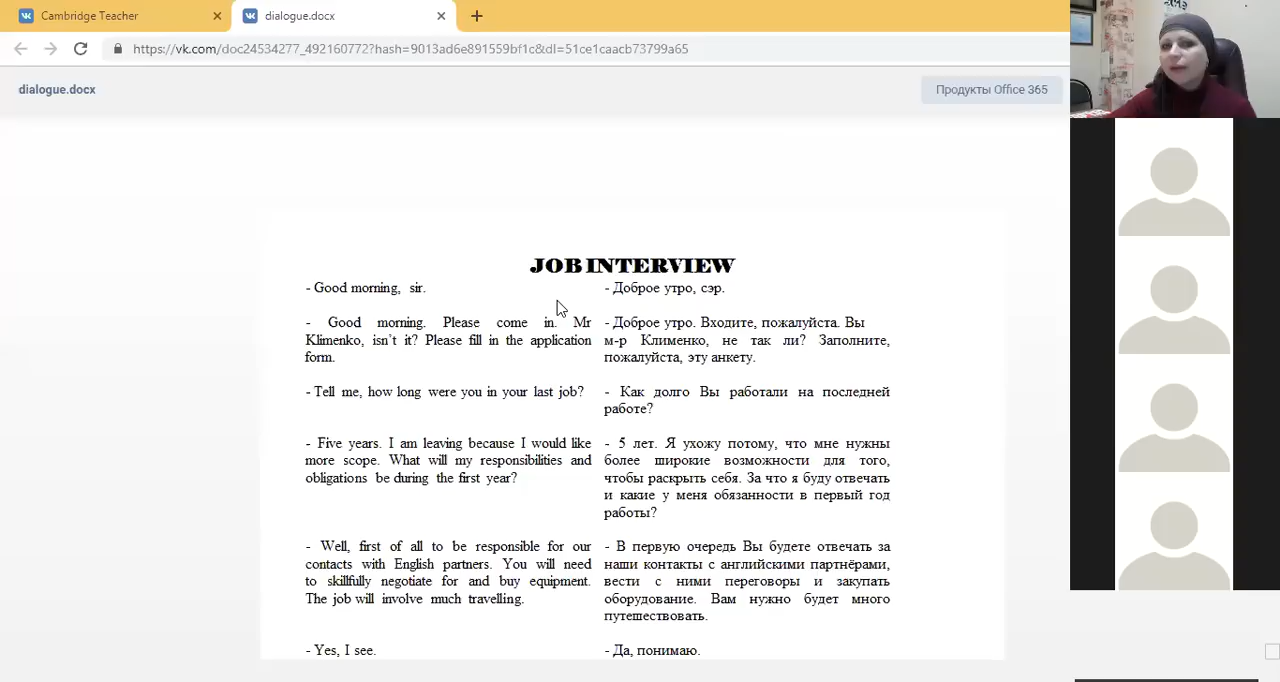 Cambridge Teacher
dialogue.docx
https://vk.com/doc24534277_492160772?hash=9013ad6e891559bf1c&dl=51ce1caacb73799a65
dialogue.docx
Продукты Office 365
JOB INTERVIEW
- Good morning, sir.
- Good morning. Please come in. Mr
Klimenko, isn't it? Please fill in the application
form.
- Tell me, how long were you in your last job?
- Five years. I am leaving because I would like
more scope. What will my responsibilities and
obligations be during the first year?
- Well, first of all to be responsible for our
contacts with English partners. You will need
to skillfully negotiate for and buy equipment.
The job will involve much travelling.
- Yes, I see.
- Доброе утро, сэр.
- Доброе утро. Входите, пожалуйста. Вы
м-р Клименко, не так ли? Заполните,
пожалуйста, эту анкету.
- Как долго Вы работали на последней
работе?
- 5 лет. Я ухожу потому, что мне нужны
более широкие возможности для того,
чтобы раскрыть себя. За что я буду отвечать
и какие у меня обязанности в первый год
работы?
- В первую очередь Вы будете отвечать за
наши контакты с английскими партнёрами,
вести с ними переговоры и закупать
оборудование. Вам нужно будет много
путешествовать.
- Да, понимаю.